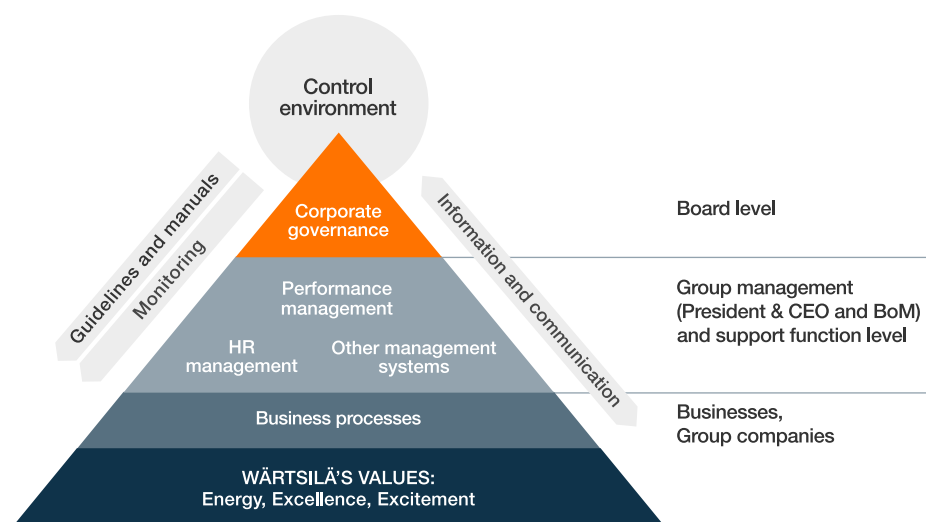 Control
environment
Guidelines and manuals
Monitoring
Information and communication
Corporate
governance
Board level
Performance
management
HR
management
Other management
systems
Group management
(President & CEO and BoM)
and support function level
Business processes
Businesses,
Group companies
WÄRTSILÄ'S VALUES:
Energy, Excellence, Excitement